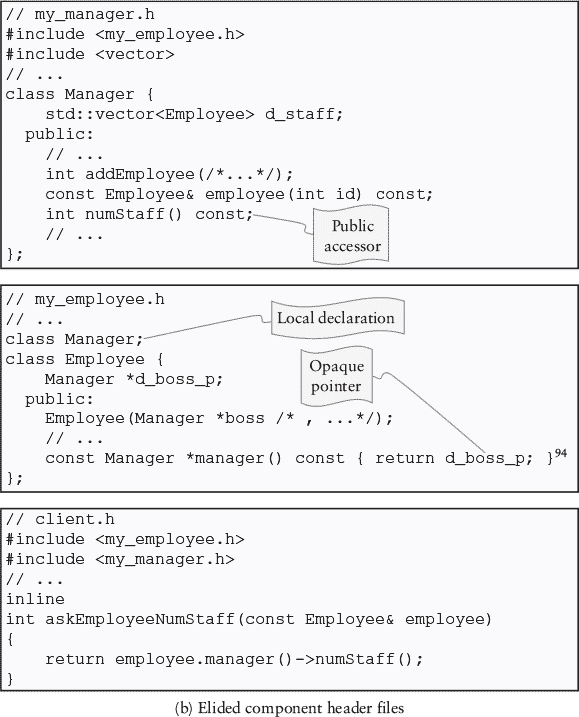 // my_manager.h
#include <my_employee.h>
#include <vector>
// ...
class Manager {
    std::vector<Employee> d_staff;
  public:
    // ...
    int addEmployee(/*...*/);
    const Employee& employee(int id) const;
    int numStaff() const;
    // ...
};
Public
accessor
// my_employee.h
// ...
class Manager;
class Employee {
    Manager *d_boss_p;
  public:
    Employee(Manager *boss /* , ...*/);
    // ...
    const Manager *manager() const { return d_boss_p; }94
};
Local declaration
Opaque
pointer
// client.h
#include <my_employee.h>
#include <my_manager.h>
// ...
inline
int askEmployeeNumStaff(const Employee& employee)
{
    return employee.manager()->numStaff();
}
(b) Elided component header files